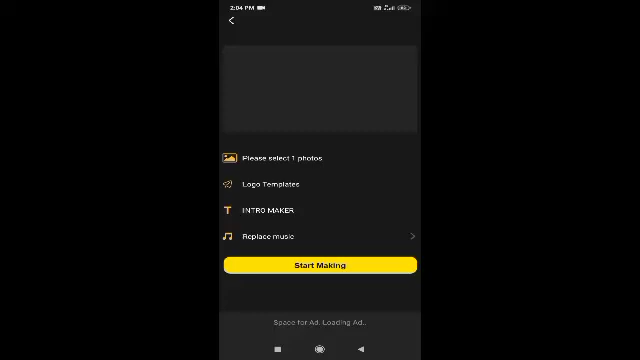 2:04 PM
Please select 1 photos
Logo Templates
INTRO MAKER
Replace music
Start Making
Space for Ad. Loading Ad..